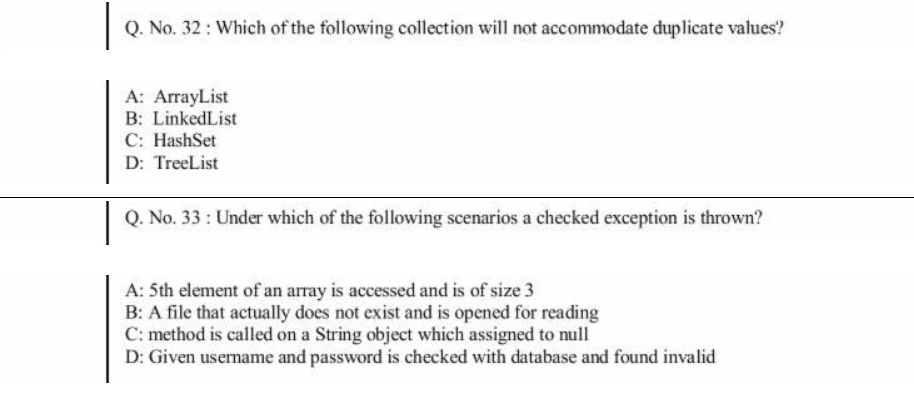 Q. No. 32 : Which of the following collection will not accommodate duplicate values?
A: ArrayList
B: LinkedList
C: HashSet
D: TreeList
Q. No. 33 : Under which of the following scenarios a checked exception is thrown?
A: 5th element of an array is accessed and is of size 3
B: A file that actually does not exist and is opened for reading
C: method is called on a String object which assigned to null
D: Given username and password is checked with database and found invalid